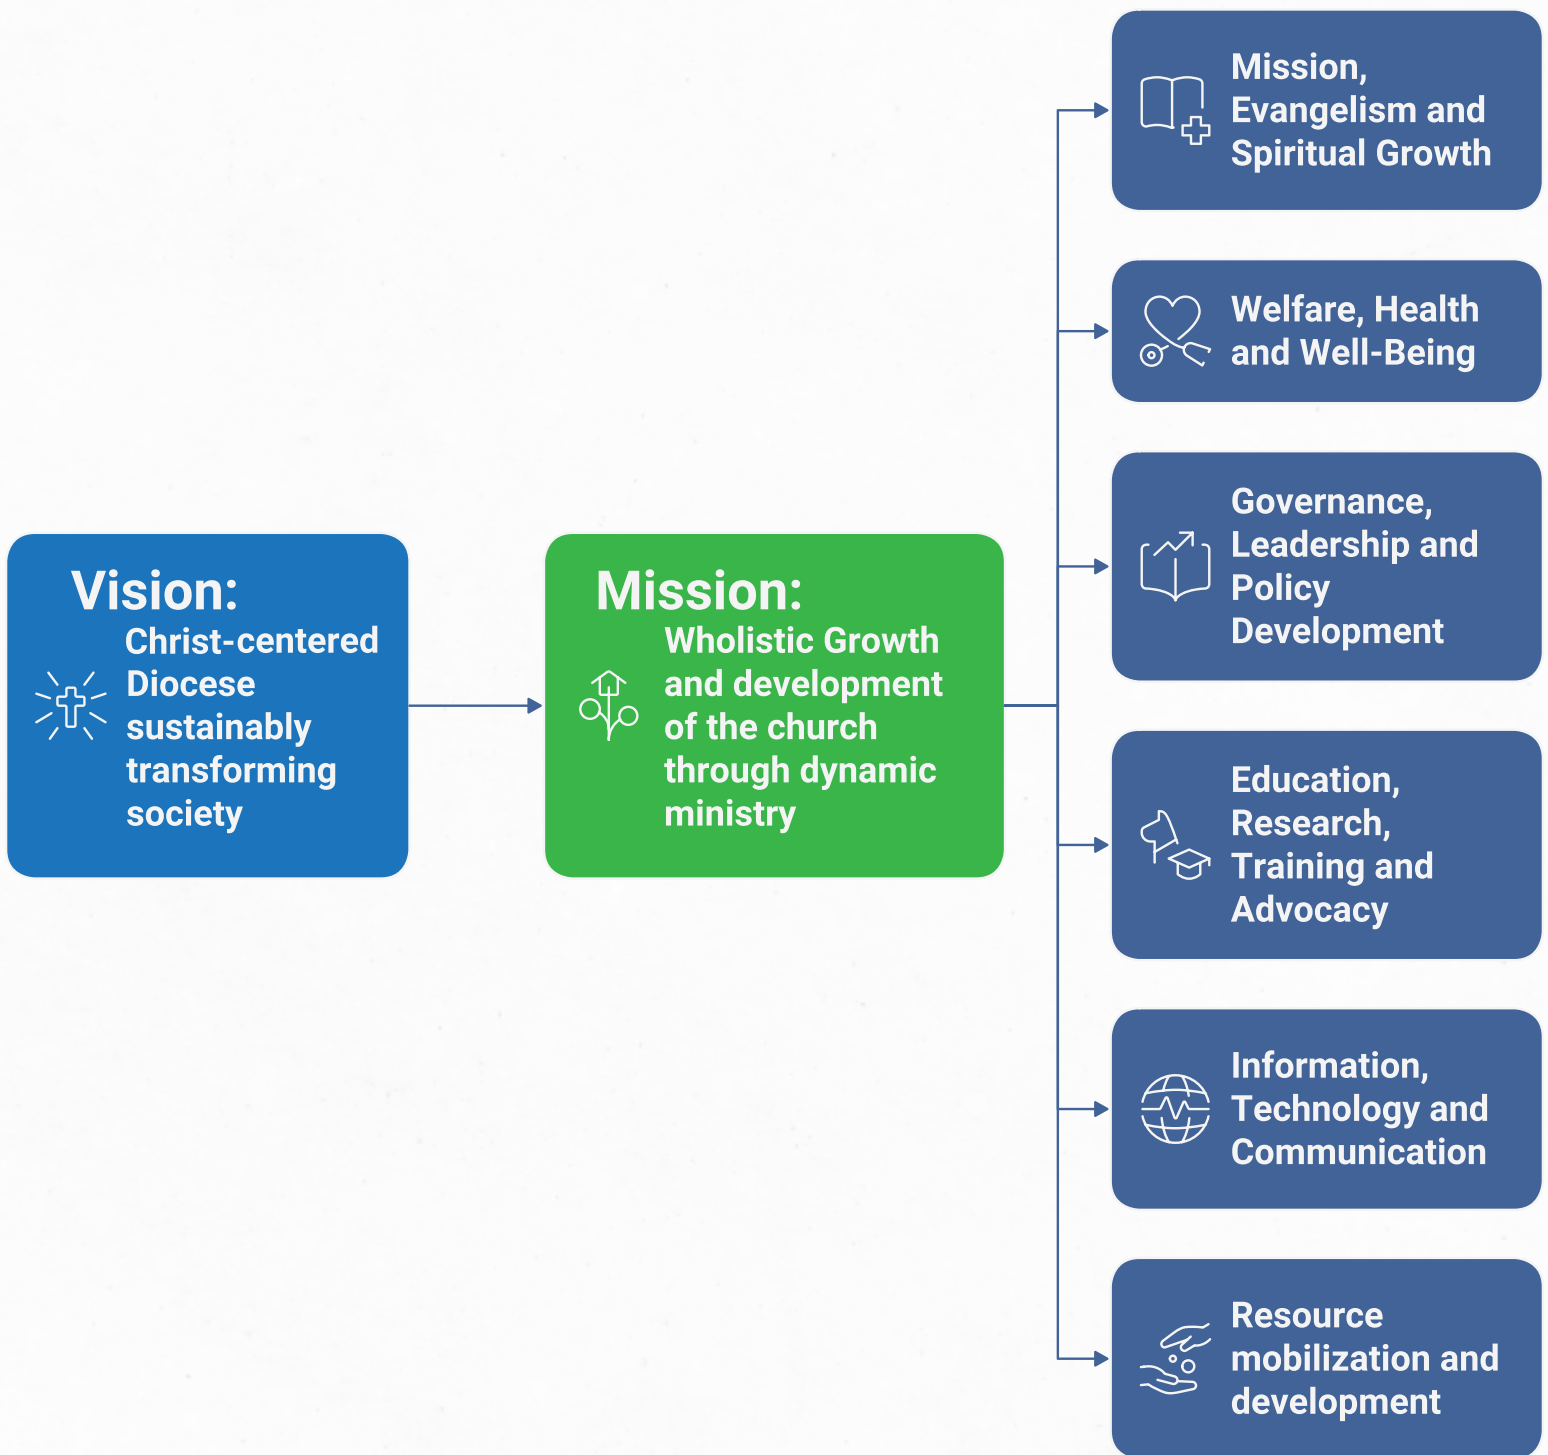 Vision:
Christ-centered
Diocese
sustainably
transforming
society
Mission:
Wholistic Growth
and development
of the church
through dynamic
ministry
Mission,
Evangelism and
Spiritual Growth
Welfare, Health
and Well-Being
Governance,
Leadership and
Policy
Development
Education,
Research,
Training and
Advocacy
Information,
Technology and
Communication
Resource
mobilization and
development